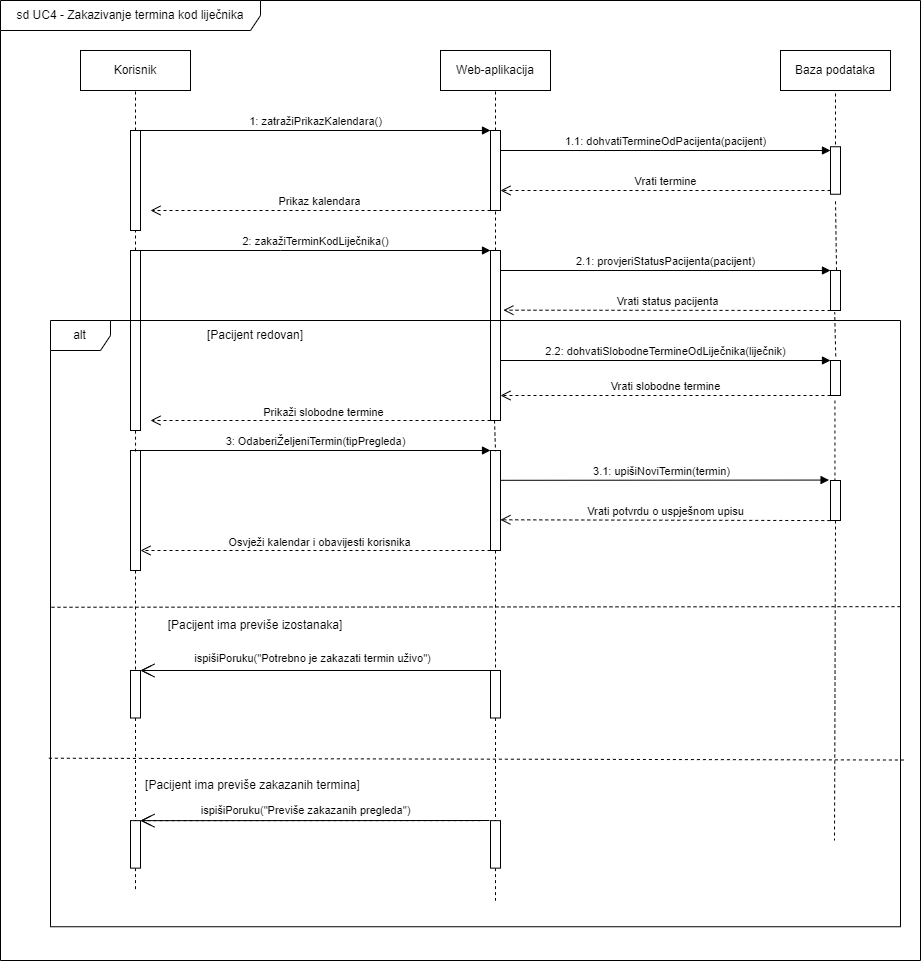 sd UC4 - Zakazivanje termina kod liječnika
Korisnik
Web-aplikacija
Baza podataka
1: zatražiPrikazKalendara()
1.1: dohvatiTermineOdPacijenta(pacijent)
Vrati termine
Prikaz kalendara
2: zakažiTerminKodLiječnika()
2.1: provjeriStatusPacijenta(pacijent)
Vrati status pacijenta
alt
[Pacijent redovan]
2.2: dohvatiSlobodneTermineOdLiječnika(liječnik)
Vrati slobodne termine
Prikaži slobodne termine
3: OdaberiŽeljeniTermin(tipPregleda)
3.1: upišiNoviTermin(termin)
Vrati potvrdu o uspješnom upisu
Osvježi kalendar i obavijesti korisnika
[Pacijent ima previše izostanaka]
ispišiPoruku("Potrebno je zakazati termin uživo")
[Pacijent ima previše zakazanih termina]
ispišiPoruku("Previše zakazanih pregleda")